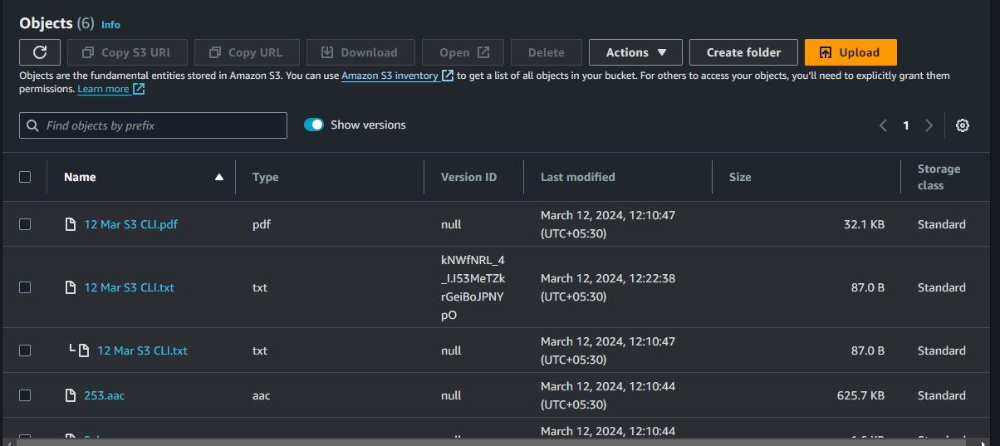 Objects (6) Info
Copy S3 URI Copy URL Download Open Delete Actions Create folder Upload
Objects are the fundamental entities stored in Amazon S3. You can use Amazon S3 inventory to get a list of all objects in your bucket. For others to access your objects, you'll need to explicitly grant them
permissions. Learn more
Find objects by prefix Show versions 1
Name Type Version ID Last modified Size Storage
class
12 Mar S3 CLI.pdf pdf null March 12, 2024, 12:10:47
(UTC+05:30) 32.1 KB Standard
12 Mar S3 CLI.txt txt kNWfNRL_4
_l.I53MeTZk
rGeiBoJPNY
pO March 12, 2024, 12:22:38
(UTC+05:30) 87.0 B Standard
12 Mar S3 CLI.txt txt null March 12, 2024, 12:10:47
(UTC+05:30) 87.0 B Standard
253.aac aac null March 12, 2024, 12:10:44
(UTC+05:30) 625.7 KB Standard
March 12, 2024, 12:10:44